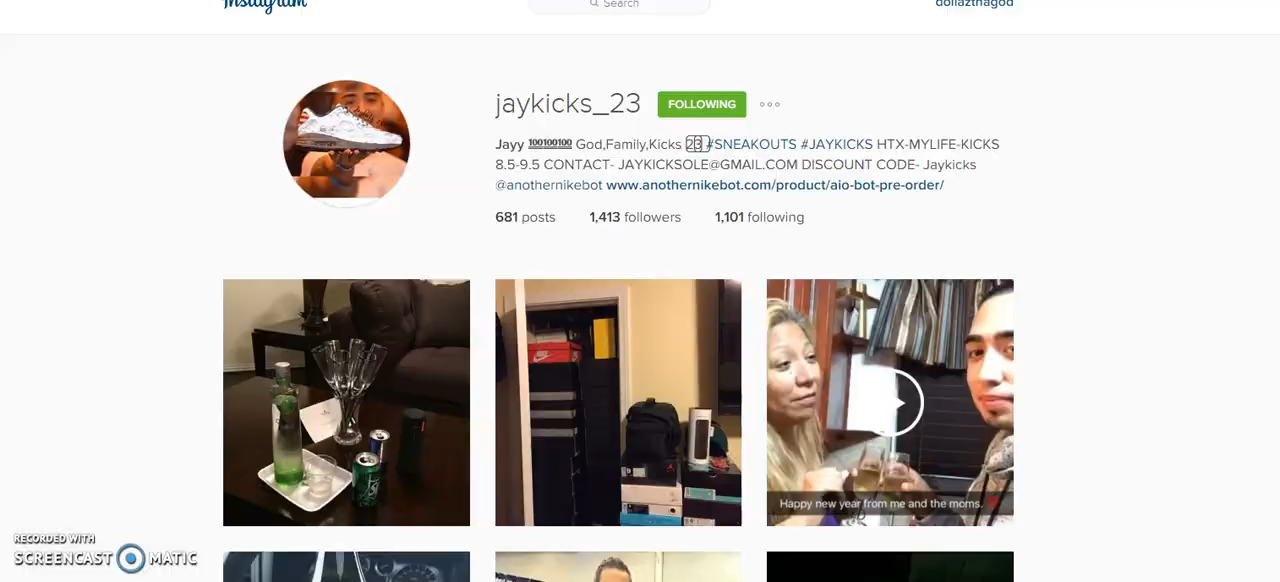 Instagram
Search
dollazthagod
jaykicks_23 FOLLOWING
Jayy 💯💯💯 God,Family,Kicks 23 #SNEAKOUTS #JAYKICKS HTX-MYLIFE-KICKS
8.5-9.5 CONTACT- JAYKICKSOLE@GMAIL.COM DISCOUNT CODE- Jaykicks
@anothernikebot www.anothernikebot.com/product/aio-bot-pre-order/
681 posts 1,413 followers 1,101 following
Happy new year from me and the moms.
RECORDED WITH
SCREENCAST MATIC